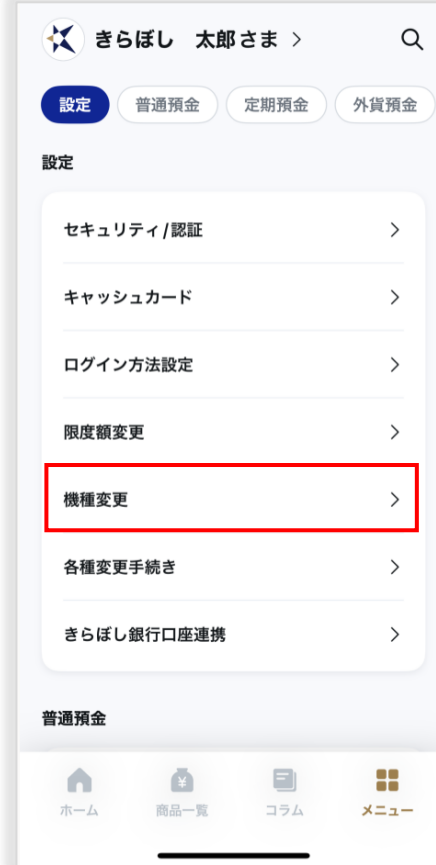 きらぼし 太郎さま
設定 普通預金 定期預金 外貨預金
設定
セキュリティ/認証
キャッシュカード
ログイン方法設定
限度額変更
機種変更
各種変更手続き
きらぼし銀行口座連携
普通預金
ホーム 商品一覧 コラム メニュー